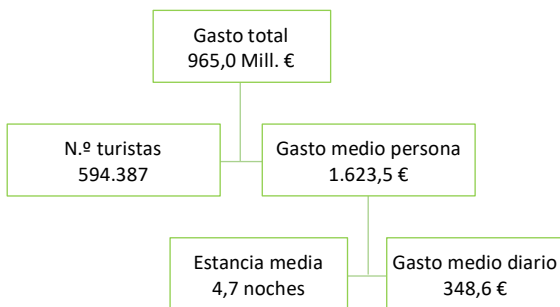 Gasto total
965,0 Mill. €
N.º turistas
594.387
Gasto medio persona
1.623,5 €
Estancia media
4,7 noches
Gasto medio diario
348,6 €